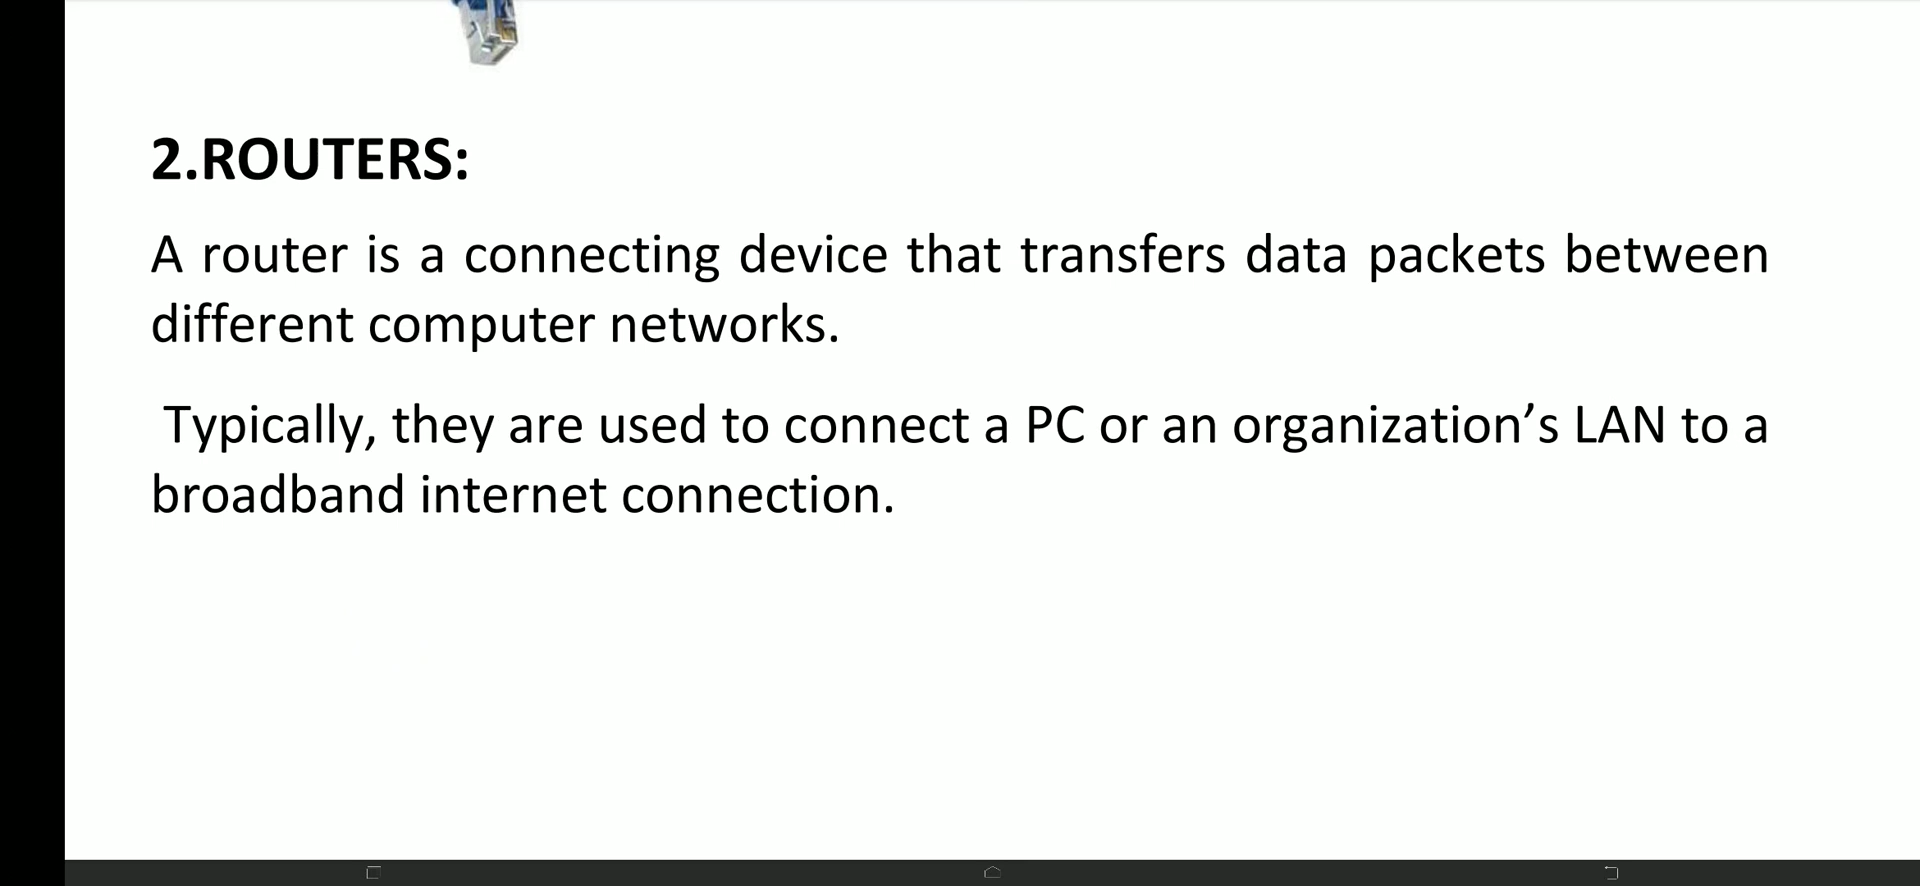 2.ROUTERS:
A router is a connecting device that transfers data packets between
different computer networks.
Typically, they are used to connect a PC or an organization’s LAN to a
broadband internet connection.